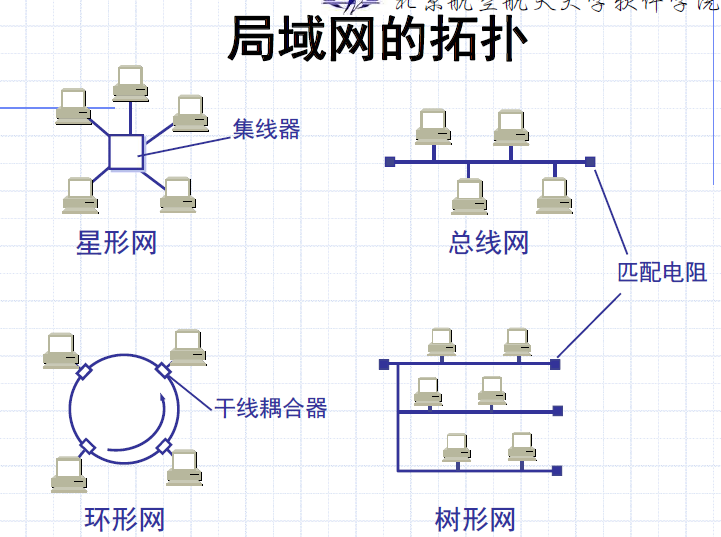 北京航空航天大学软件学院
局域网的拓扑
集线器
星形网
总线网
匹配电阻
干线耦合器
环形网
树形网